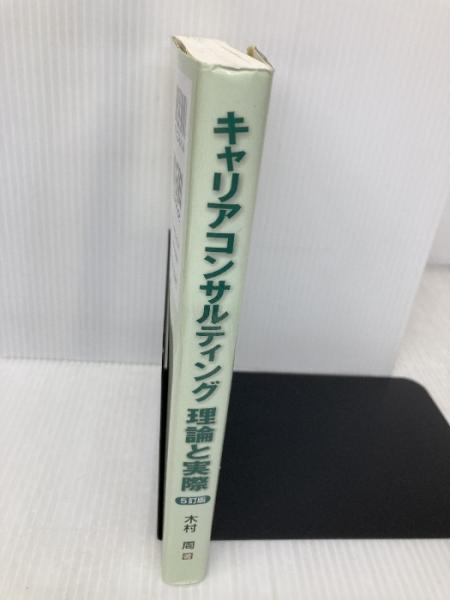 キャリアコンサルティング 理論と実際
5訂版
木村 周 著